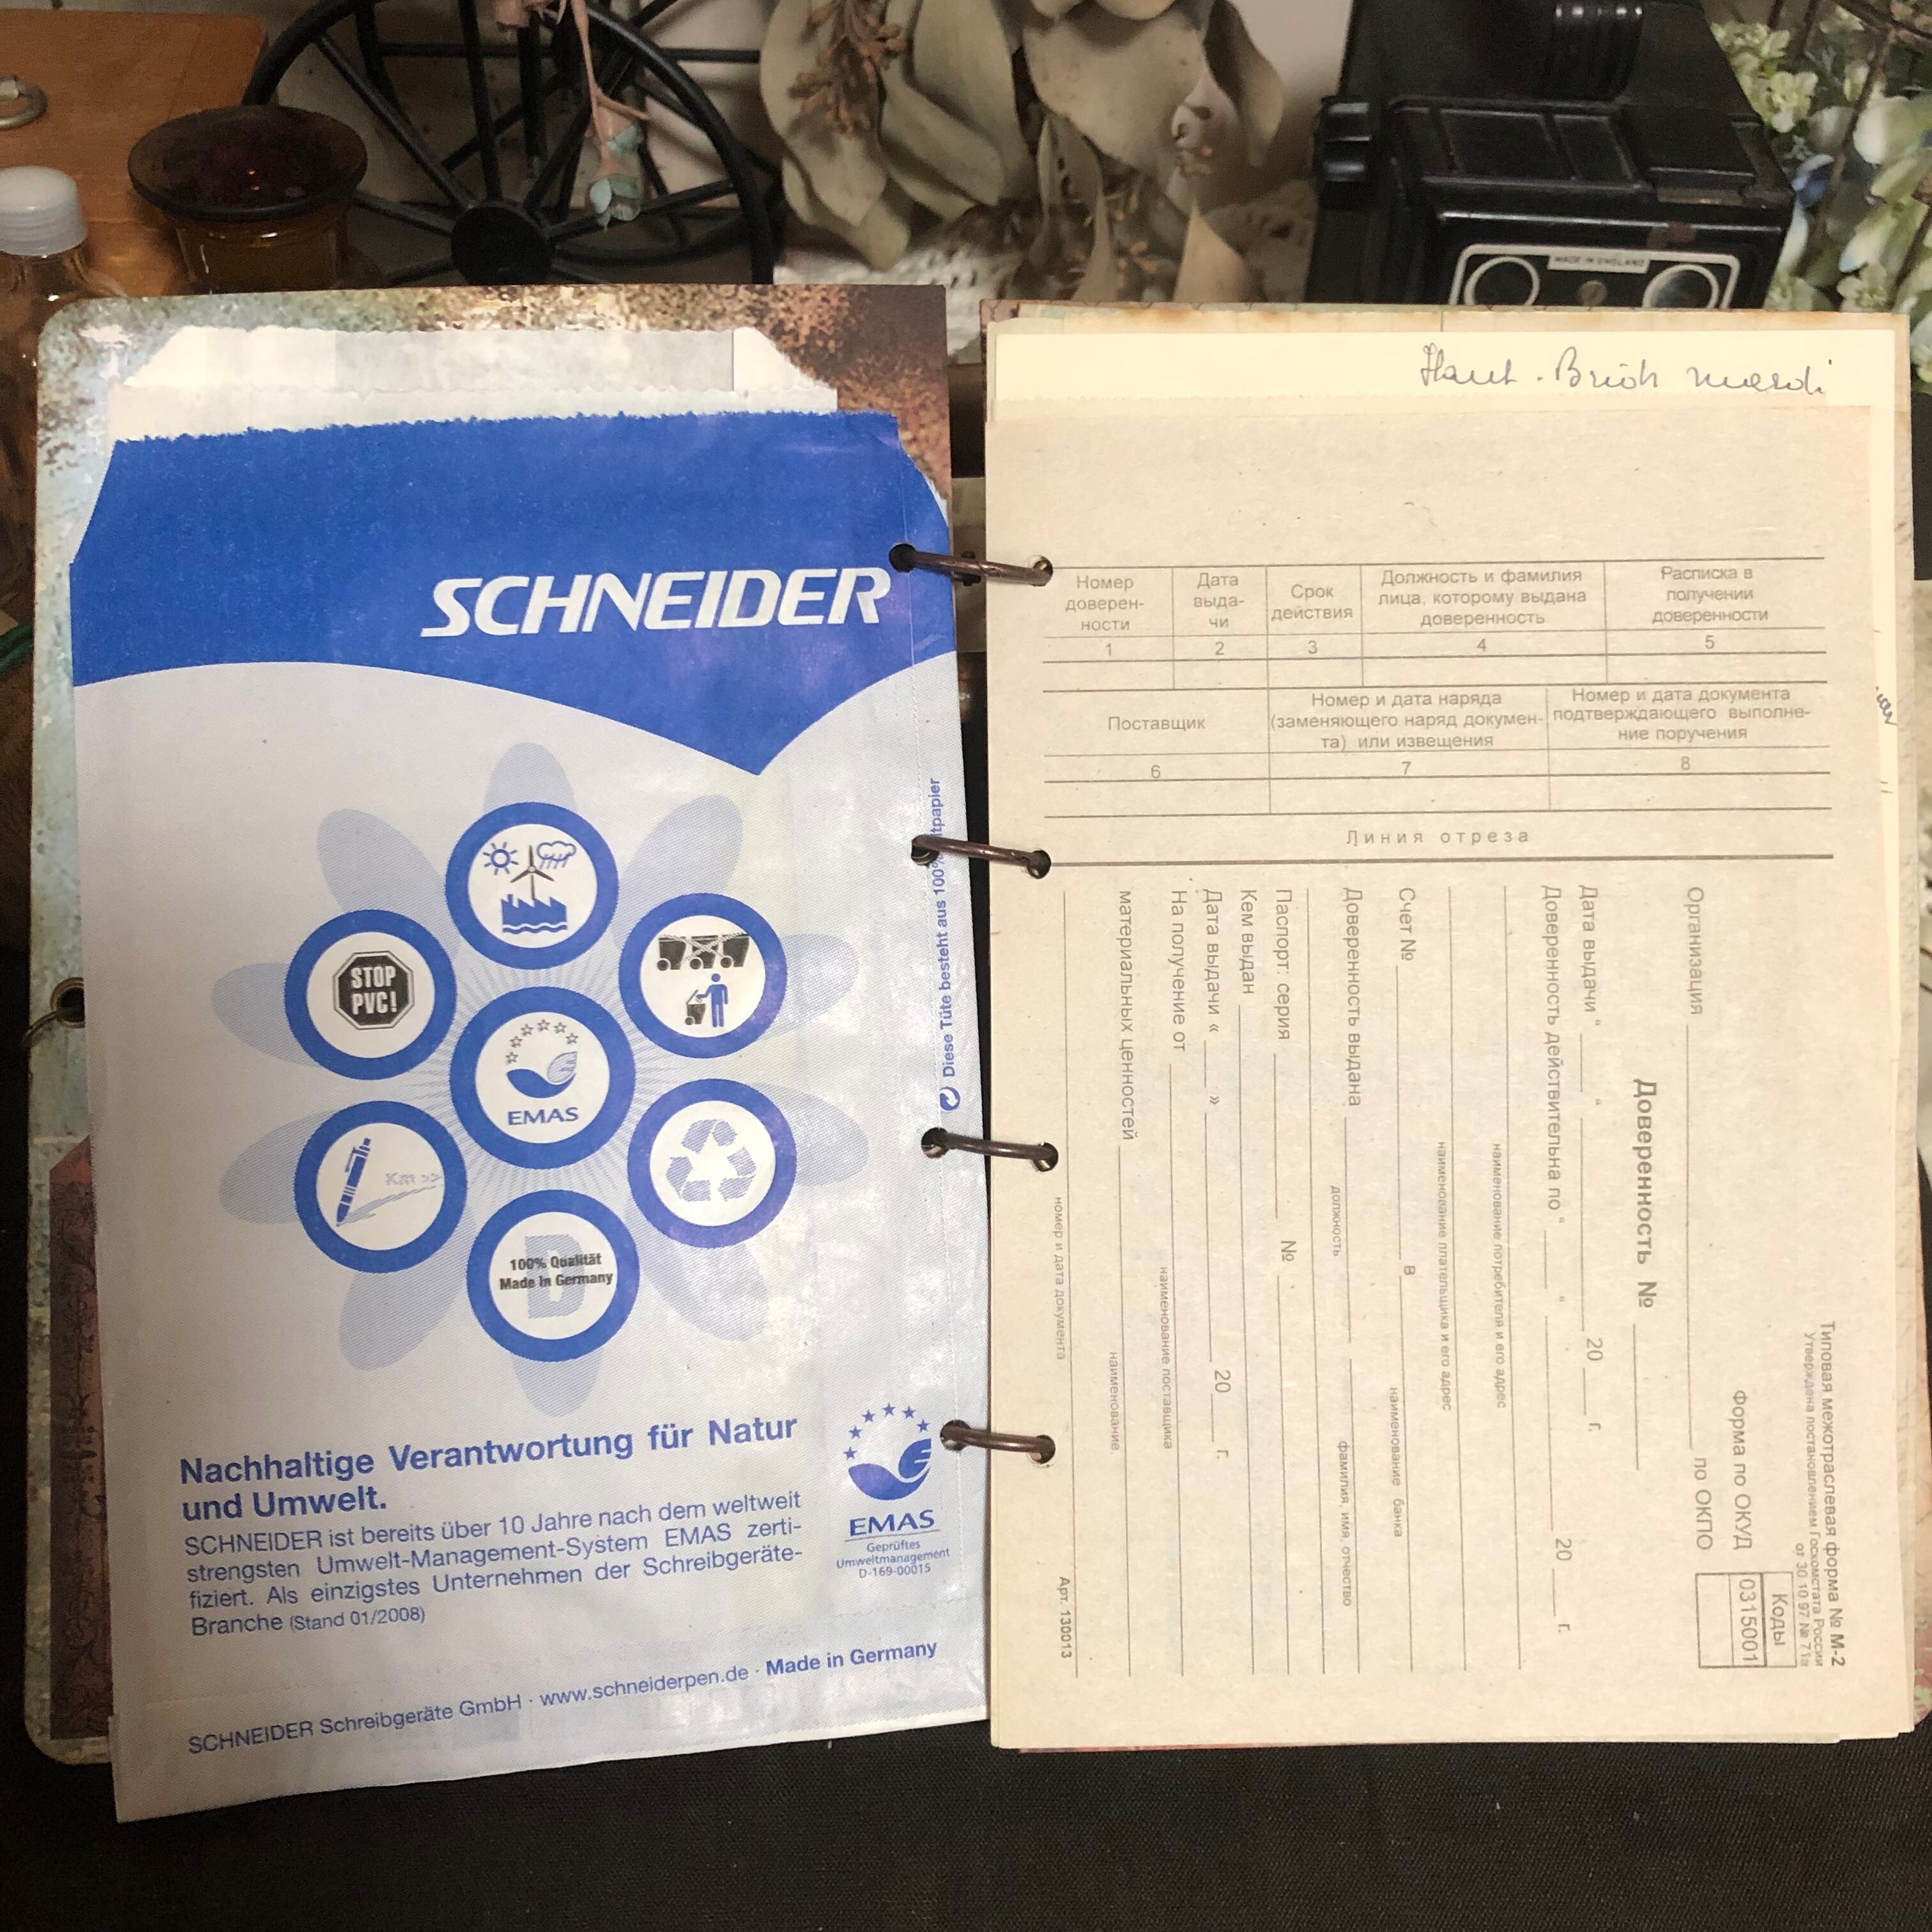 MADE IN ENGLAND
SCHNEIDER
STOP
PVC!
EMAS
Km >>
100% Qualität
Made in Germany
Diese Tüte besteht aus 100%
Nachhaltige Verantwortung für Natur
und Umwelt.
SCHNEIDER ist bereits über 10 Jahre nach dem weltweit
strengsten Umwelt-Management-System EMAS zerti-
fiziert. Als einzigstes Unternehmen der Schreibgeräte-
Branche (Stand 01/2008)
EMAS
Geprüftes
Umweltmanagement
D-169-00015
SCHNEIDER Schreibgeräte GmbH · www.schneiderpen.de · Made in Germany
Номер доверен- ности
Дата выда- чи
Срок действия
Должность и фамилия лица, которому выдана доверенность
Расписка в получении доверенности
1 2 3 4 5
Поставщик
Номер и дата наряда (заменяющего наряд докумен- та) или извещения
Номер и дата документа подтверждающего выполне- ние поручения
6 7 8
Линия отреза
Типовая межотраслевая форма № М-2
Утверждена постановлением Госкомстата России
от 30.10.97 № 71а
Коды
Форма по ОКУД 0315001
Организация по ОКПО
Доверенность №
Дата выдачи “ “ 20 г.
Доверенность действительна по “ “ 20 г.
наименование потребителя и его адрес
наименование плательщика и его адрес
Счет № в
наименование банка
Доверенность выдана
должность фамилия, имя, отчество
Паспорт: серия №
Кем выдан
Дата выдачи « » 20 г.
На получение от
наименование поставщика
материальных ценностей
наименование
номер и дата документа
Арт. 130013